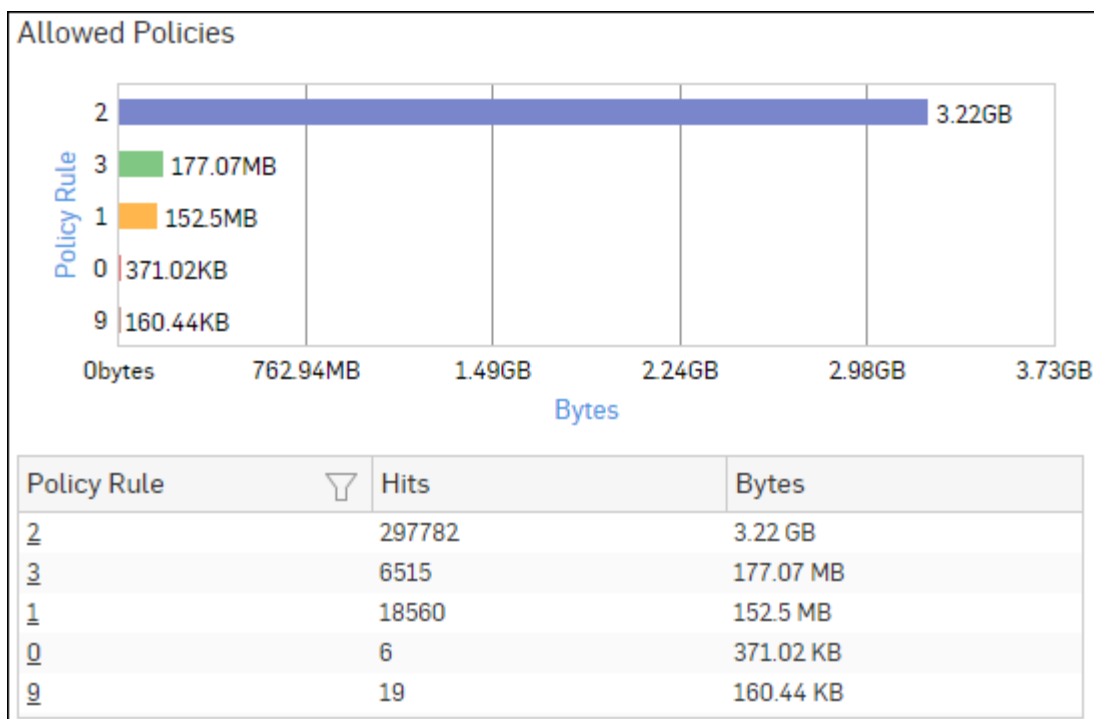 Allowed Policies
Policy Rule
2 3.22GB
3 177.07MB
1 152.5MB
0 371.02KB
9 160.44KB
0bytes 762.94MB 1.49GB 2.24GB 2.98GB 3.73GB
Bytes
Policy Rule Hits Bytes
2 297782 3.22 GB
3 6515 177.07 MB
1 18560 152.5 MB
0 6 371.02 KB
9 19 160.44 KB